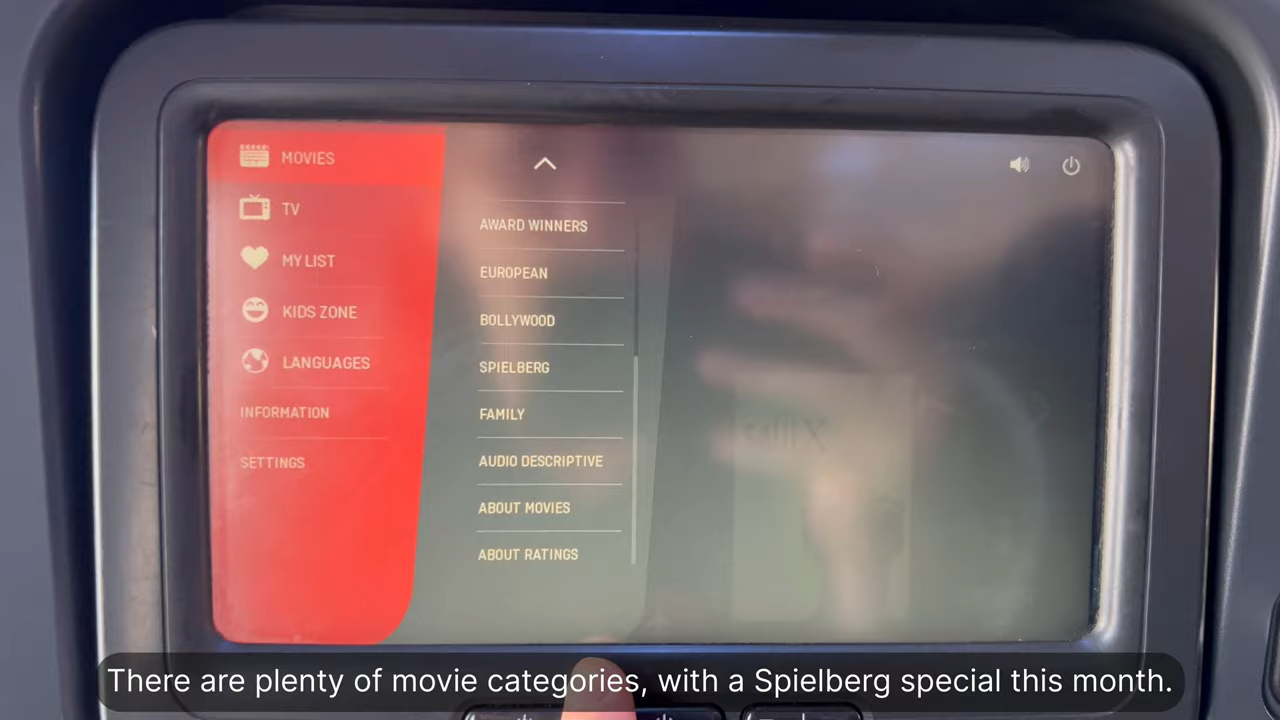 MOVIES
TV
MY LIST
KIDS ZONE
LANGUAGES
INFORMATION
SETTINGS
AWARD WINNERS
EUROPEAN
BOLLYWOOD
SPIELBERG
FAMILY
AUDIO DESCRIPTIVE
ABOUT MOVIES
ABOUT RATINGS
There are plenty of movie categories, with a Spielberg special this month.